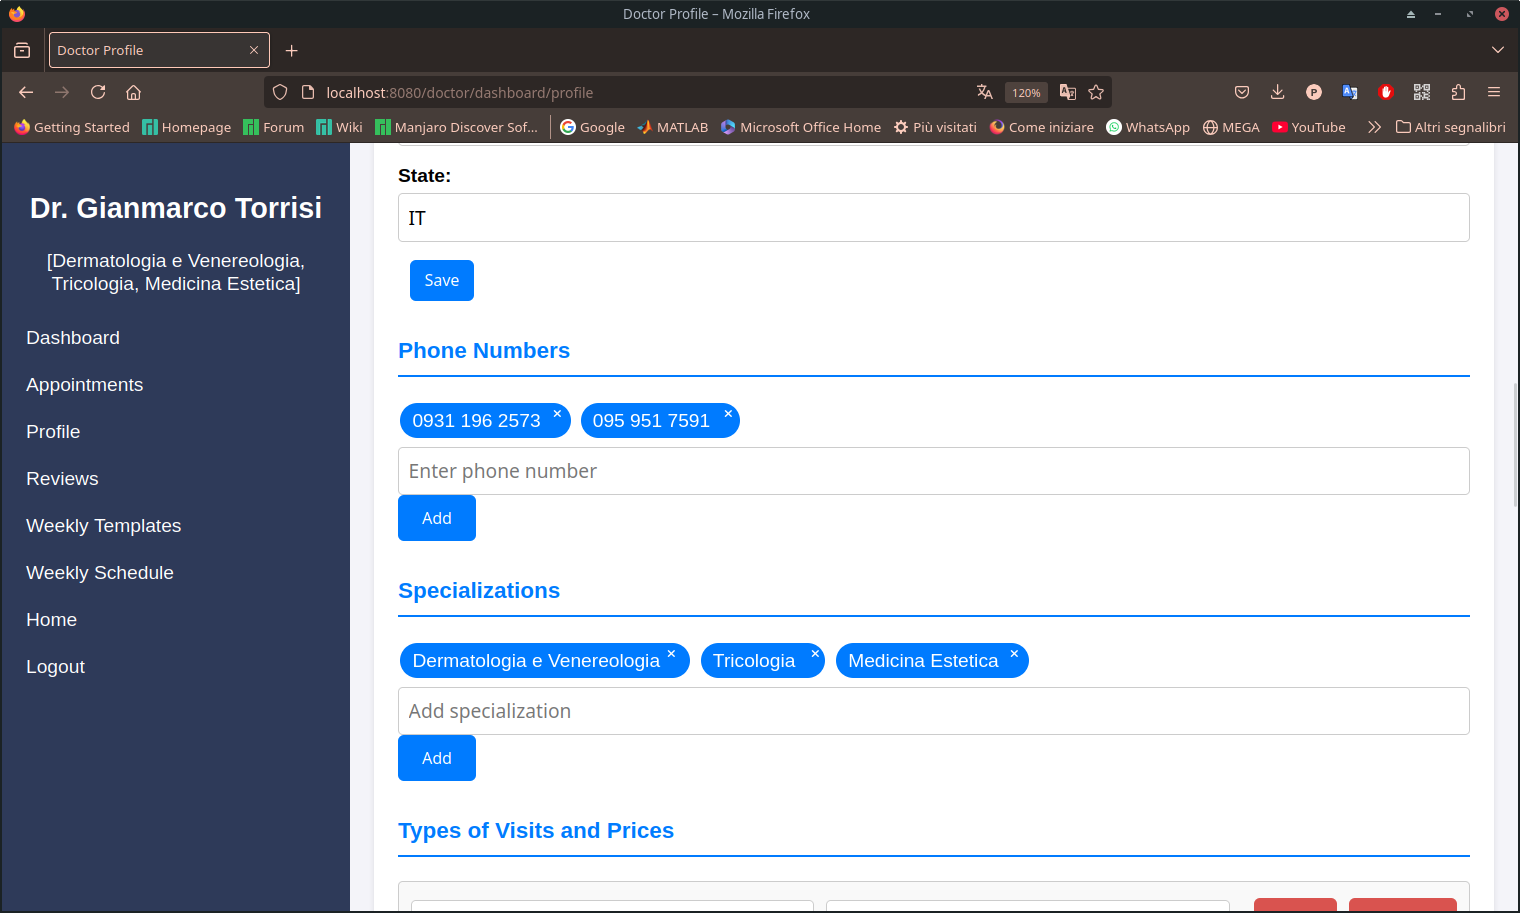 Doctor Profile – Mozilla Firefox
Doctor Profile
localhost:8080/doctor/dashboard/profile
120%
Getting Started
Homepage
Forum
Wiki
Manjaro Discover Sof...
Google
MATLAB
Microsoft Office Home
Più visitati
Come iniziare
WhatsApp
MEGA
YouTube
Altri segnalibri
Dr. Gianmarco Torrisi
[Dermatologia e Venereologia,
Tricologia, Medicina Estetica]
Dashboard
Appointments
Profile
Reviews
Weekly Templates
Weekly Schedule
Home
Logout
State:
IT
Save
Phone Numbers
0931 196 2573 ×
095 951 7591 ×
Enter phone number
Add
Specializations
Dermatologia e Venereologia ×
Tricologia ×
Medicina Estetica ×
Add specialization
Add
Types of Visits and Prices